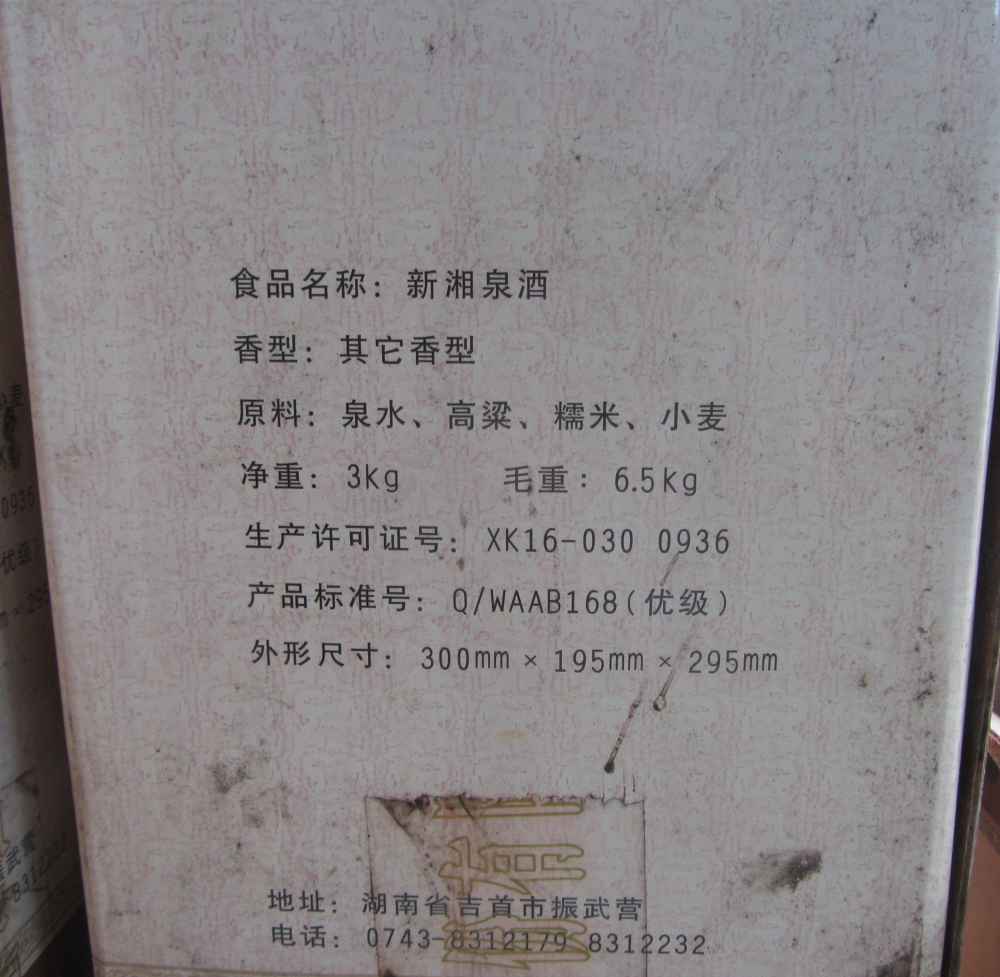 食品名称：新湘泉酒
香型：其它香型
原料：泉水、高粱、糯米、小麦
净重：3Kg 毛重：6.5kg
生产许可证号：XK16-030 0936
产品标准号：Q/WAAB168(优级)
外形尺寸：300mm×195mm×295mm
地址：湖南省吉首市振武营
电话：0743-8312179 8312232
0936
优级